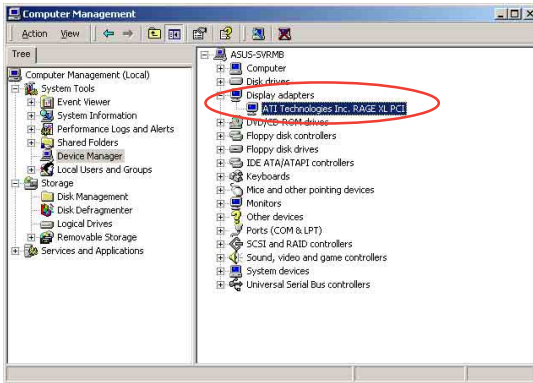 Computer Management
Action View
Tree
Computer Management (Local)
System Tools
Event Viewer
System Information
Performance Logs and Alerts
Shared Folders
Device Manager
Local Users and Groups
Storage
Disk Management
Disk Defragmenter
Logical Drives
Removable Storage
Services and Applications
ASUS-SVRMB
Computer
Disk drives
Display adapters
ATI Technologies Inc. RAGE XL PCI
DVD/CD-ROM drives
Floppy disk controllers
Floppy disk drives
IDE ATA/ATAPI controllers
Keyboards
Mice and other pointing devices
Monitors
Other devices
Ports (COM & LPT)
SCSI and RAID controllers
Sound, video and game controllers
System devices
Universal Serial Bus controllers